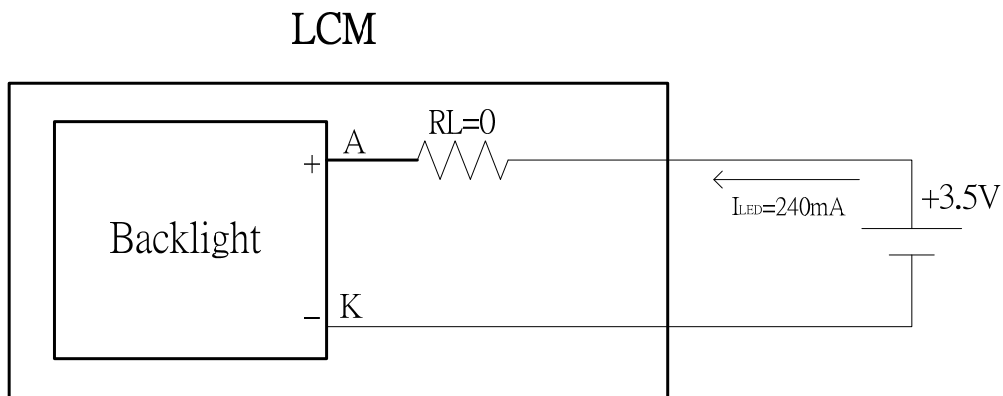 LCM
RL=0
A
+
ILED=240mA
+3.5V
Backlight
K
−